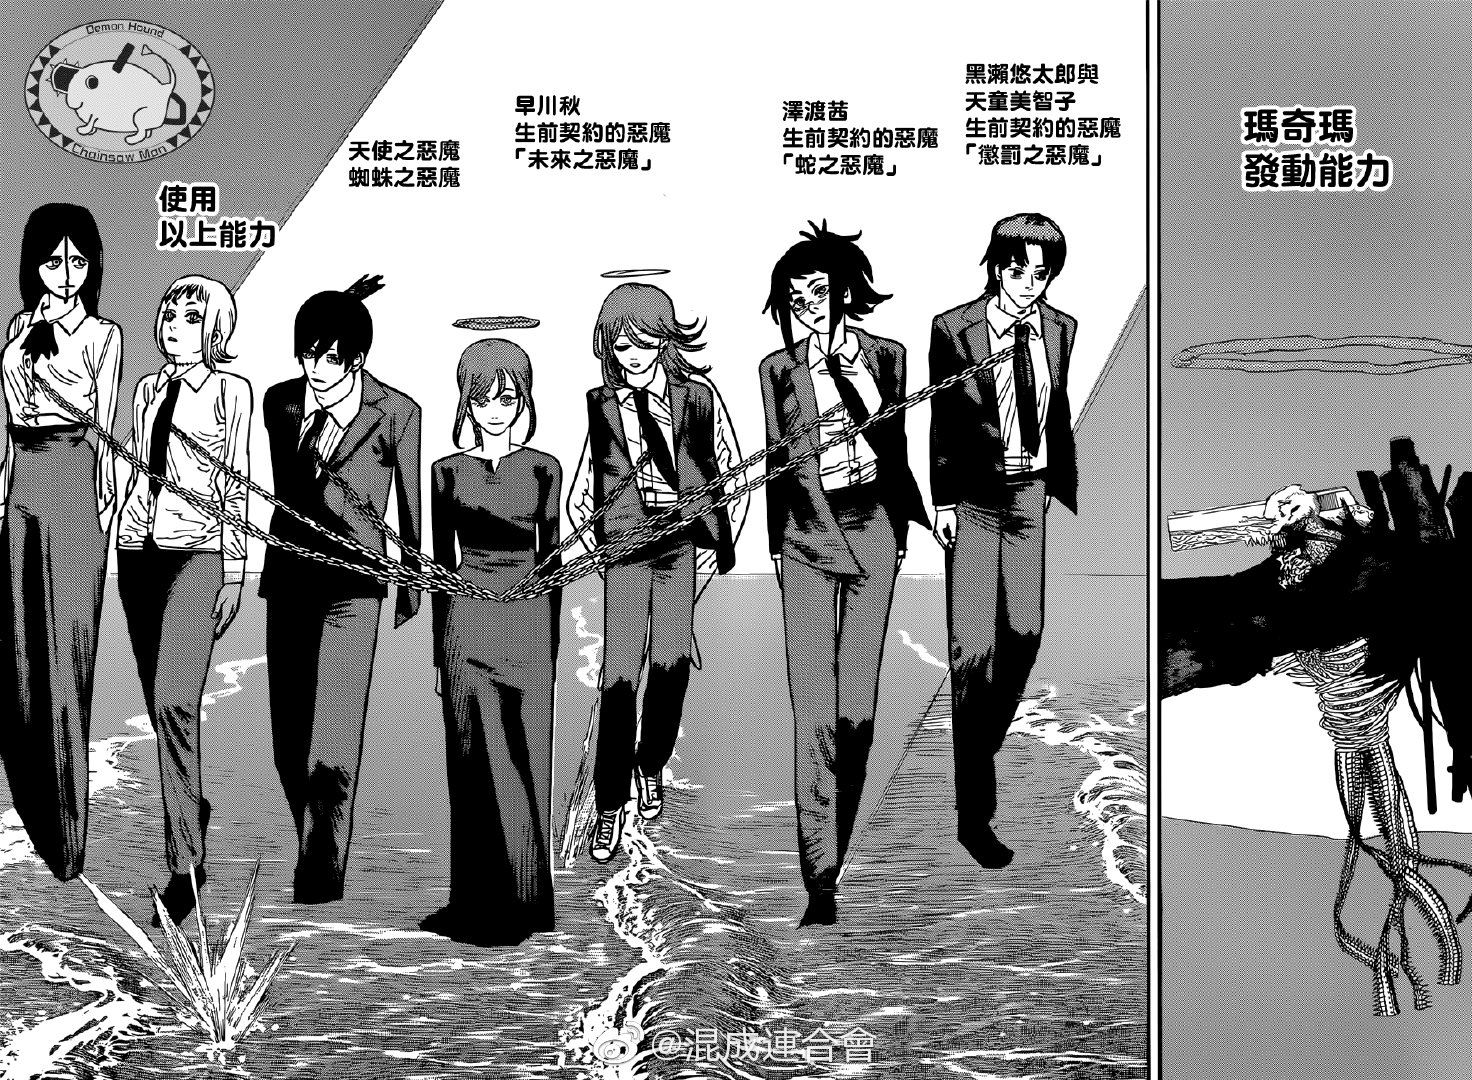 瑪奇瑪
發動能力
黑瀨悠太郎與
天童美智子
生前契約的惡魔
「懲罰之惡魔」
澤渡茜
生前契約的惡魔
「蛇之惡魔」
早川秋
生前契約的惡魔
「未來之惡魔」
天使之惡魔
蜘蛛之惡魔
使用
以上能力
Demon Hound
Chainsaw Man
@混成連合會